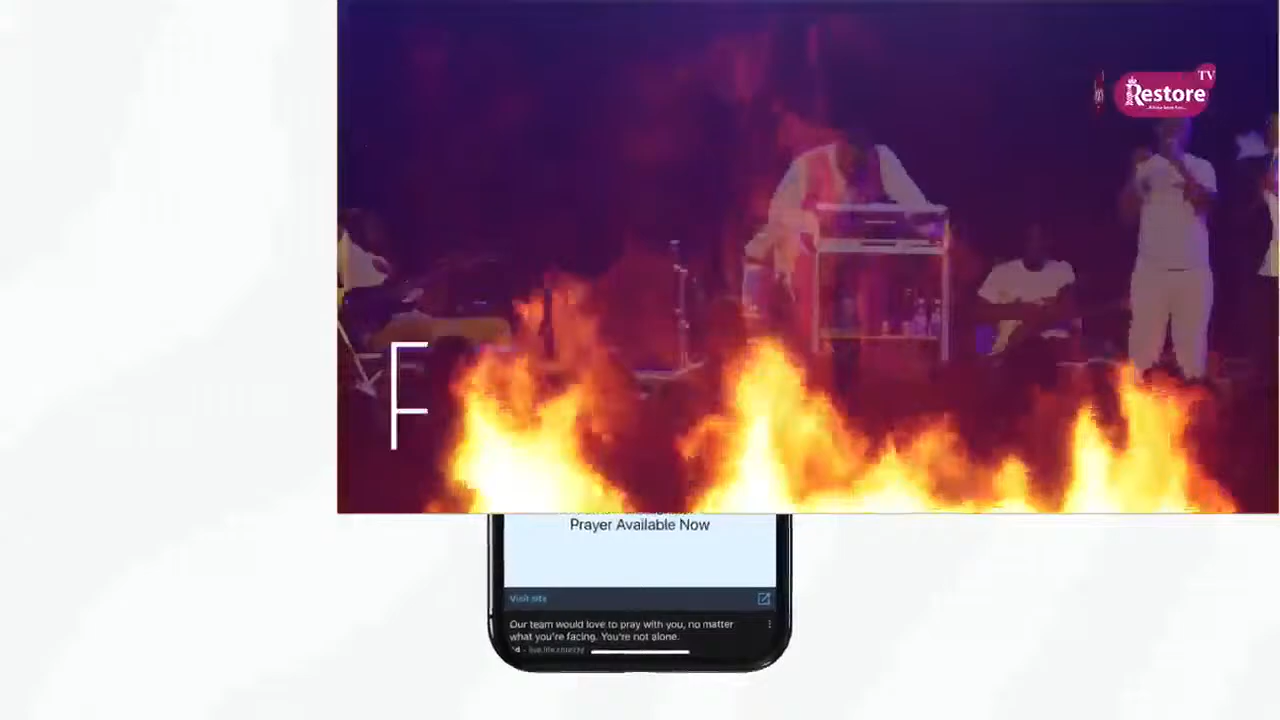 TV
Restore
F
Prayer Available Now
Visit site
Our team would love to pray with you, no matter
what you're facing. You're not alone.